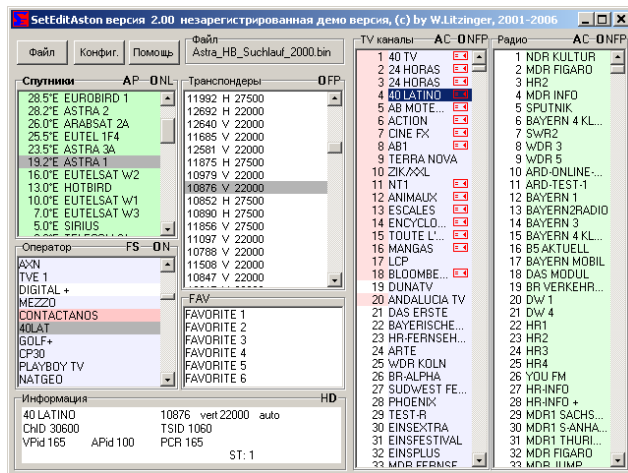 SetEditAston версия 2.00 незарегистрированная демо версия, (c) by W.Litzinger, 2001-2006
Файл
Конфиг.
Помощь
Файл
Astra_HB_Suchlauf_2000.bin
Спутники AP ONL
28.5°E EUROBIRD 1
28.2°E ASTRA 2
26.0°E ARABSAT 2A
25.5°E EUTEL 1F4
23.5°E ASTRA 3A
19.2°E ASTRA 1
16.0°E EUTELSAT W2
13.0°E HOTBIRD
10.0°E EUTELSAT W1
7.0°E EUTELSAT W3
5.0°E SIRIUS
Транспондеры OFP
11992 H 27500
12692 H 22000
12640 V 22000
11685 V 22000
12581 V 22000
11875 H 27500
10979 V 22000
10876 V 22000
10852 H 27500
10890 H 27500
11856 V 27500
11097 V 22000
10788 V 22000
11508 V 22000
10847 V 22000
Оператор FS ON
AXN
TVE 1
DIGITAL +
MEZZO
CONTACTANOS
40LAT
GOLF+
CP30
PLAYBOY TV
NATGEO
FAV
FAVORITE 1
FAVORITE 2
FAVORITE 3
FAVORITE 4
FAVORITE 5
FAVORITE 6
Информация HD-
40 LATINO 10876 vert 22000 auto
ChID 30600 TSID 1060
VPid 165 APid 100 PCR 165
ST: 1
TV каналы AC ONFP
1 40 TV
2 24 HORAS
3 24 HORAS
4 40 LATINO
5 AB MOTE...
6 ACTION
7 CINE FX
8 AB1
9 TERRA NOVA
10 ZIK/XXL
11 NT1
12 ANIMAUX
13 ESCALES
14 ENCYCLO...
15 TOUTE L'...
16 MANGAS
17 LCP
18 BLOOMBE...
19 DUNATV
20 ANDALUCIA TV
21 DAS ERSTE
22 BAYERISCHE...
23 HR-FERNSEH...
24 ARTE
25 WDR KOLN
26 BR-ALPHA
27 SUDWEST FE...
28 PHOENIX
29 TEST-R
30 EINSEXTRA
31 EINSFESTIVAL
32 EINSPLUS
33 MDR FERNSE...
Радио AC ONFP
1 NDR KULTUR
2 MDR FIGARO
3 HR2
4 MDR INFO
5 SPUTNIK
6 BAYERN 4 KL...
7 SWR2
8 WDR 3
9 WDR 5
10 ARD-ONLINE-...
11 ARD-TEST-1
12 BAYERN 1
13 BAYERN2RADIO
14 BAYERN 3
15 BAYERN 4 KL...
16 B5 AKTUELL
17 BAYERN MOBIL
18 DAS MODUL
19 BR VERKEHR...
20 DW 1
21 DW 4
22 HR1
23 HR2
24 HR3
25 HR4
26 YOU FM
27 HR-INFO
28 HR-INFO +
29 MDR1 SACHS...
30 MDR1 S-ANHA...
31 MDR1 THURI...
32 MDR FIGARO
33 MDR JUMP